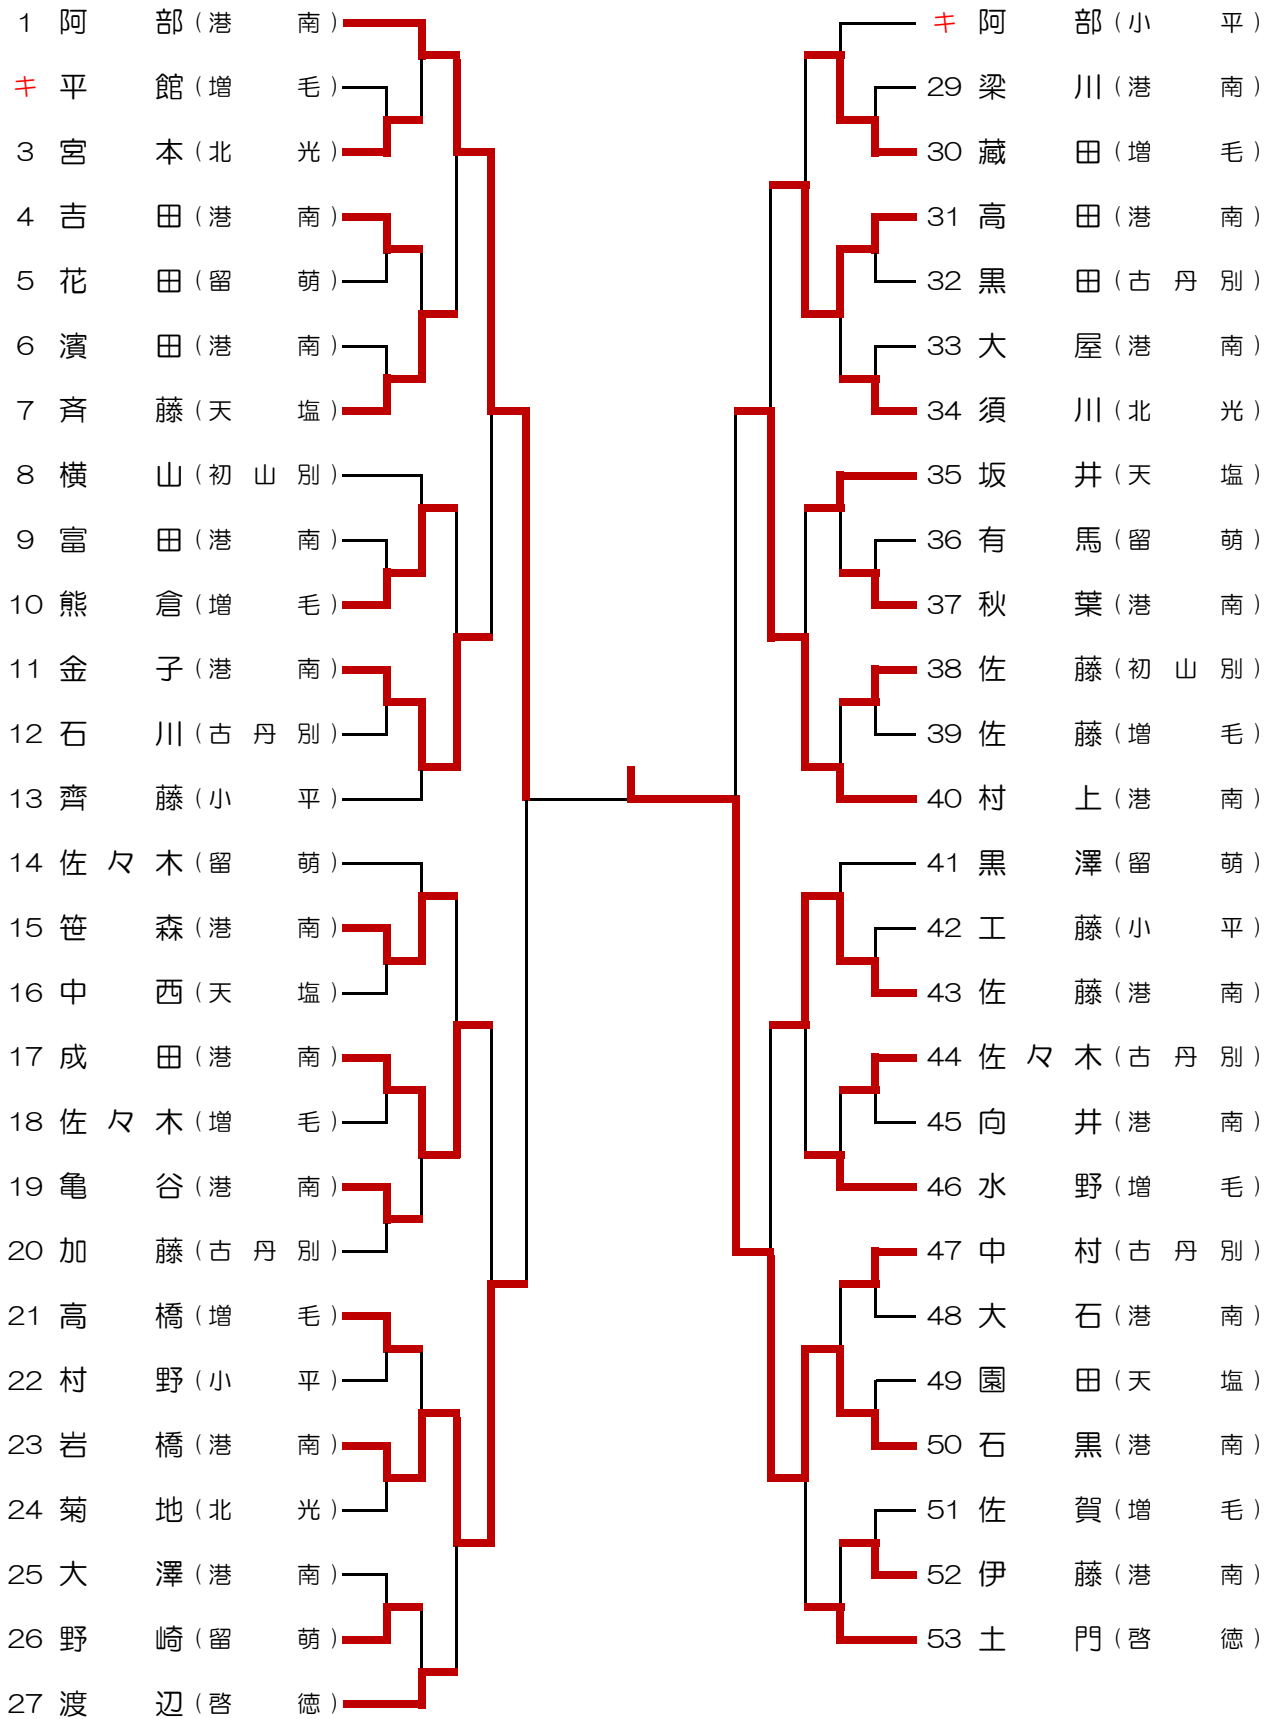 1 阿部(港南)
キ 平館(増毛)
3 宮本(北光)
4 吉田(港南)
5 花田(留萌)
6 濱田(港南)
7 斉藤(天塩)
8 横山(初山別)
9 富田(港南)
10 熊倉(増毛)
11 金子(港南)
12 石川(古丹別)
13 齊藤(小平)
14 佐々木(留萌)
15 笹森(港南)
16 中西(天塩)
17 成田(港南)
18 佐々木(増毛)
19 亀谷(港南)
20 加藤(古丹別)
21 高橋(増毛)
22 村野(小平)
23 岩橋(港南)
24 菊地(北光)
25 大澤(港南)
26 野崎(留萌)
27 渡辺(啓徳)
キ 阿部(小平)
29 梁川(港南)
30 藏田(増毛)
31 高田(港南)
32 黒田(古丹別)
33 大屋(港南)
34 須川(北光)
35 坂井(天塩)
36 有馬(留萌)
37 秋葉(港南)
38 佐藤(初山別)
39 佐藤(増毛)
40 村上(港南)
41 黒澤(留萌)
42 工藤(小平)
43 佐藤(港南)
44 佐々木(古丹別)
45 向井(港南)
46 水野(増毛)
47 中村(古丹別)
48 大石(港南)
49 園田(天塩)
50 石黒(港南)
51 佐賀(増毛)
52 伊藤(港南)
53 土門(啓徳)